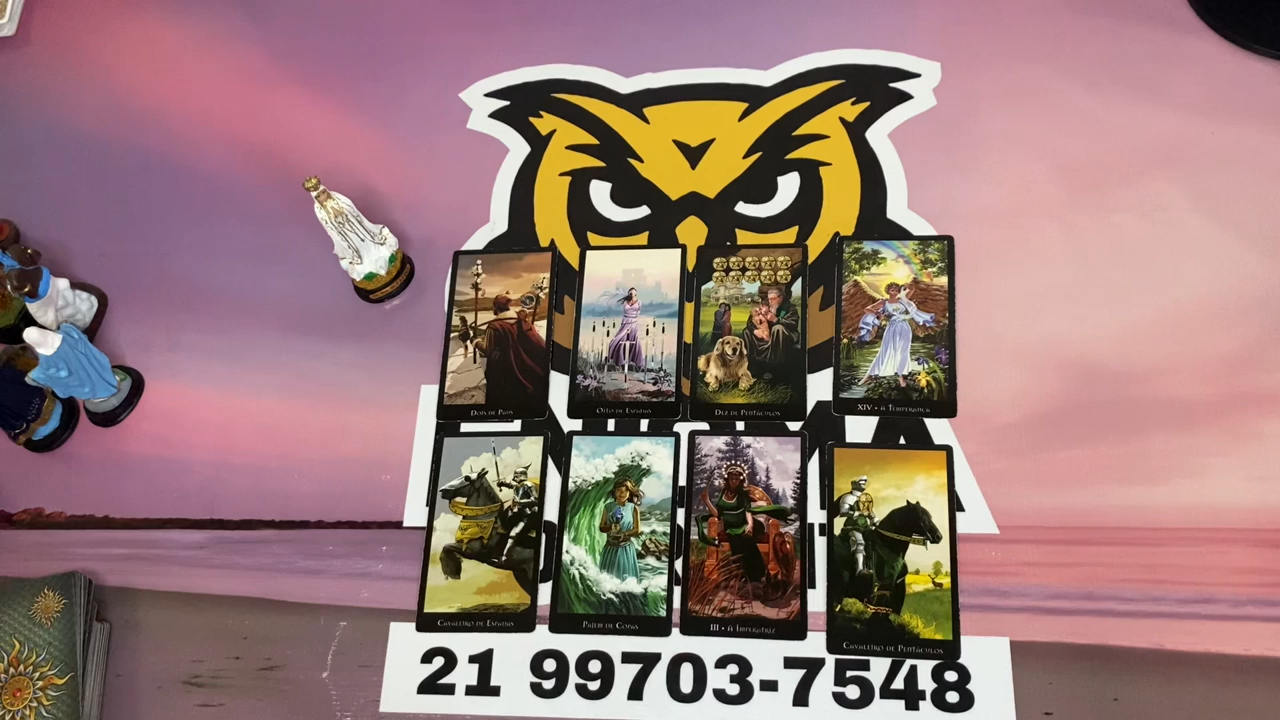 DOIS DE PAUS
OITO DE ESPADAS
DEZ DE PENTÁCULOS
XIV • A TEMPERANÇA
CAVALEIRO DE ESPADAS
PAJEM DE COPAS
III • A IMPERATRIZ
CAVALEIRO DE PENTÁCULOS
21 99703-7548